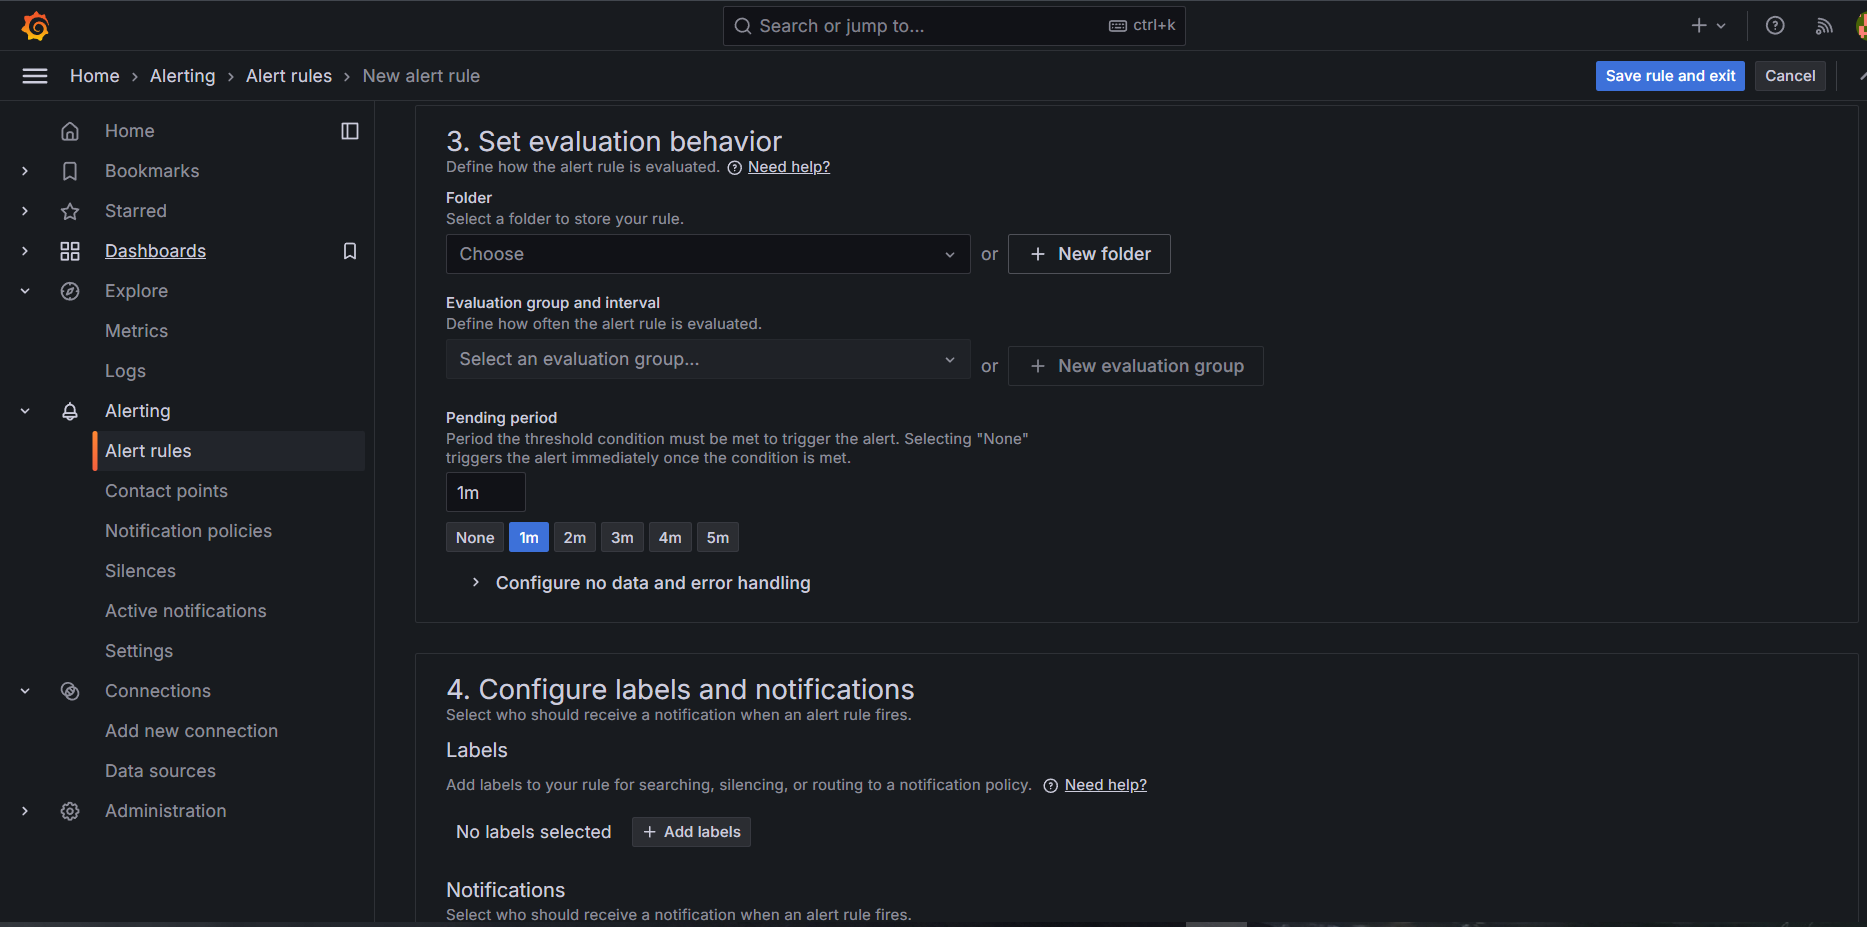 Search or jump to...
ctrl+k
Home
Alerting
Alert rules
New alert rule
Save rule and exit
Cancel
Home
Bookmarks
Starred
Dashboards
Explore
Metrics
Logs
Alerting
Alert rules
Contact points
Notification policies
Silences
Active notifications
Settings
Connections
Add new connection
Data sources
Administration
3. Set evaluation behavior
Define how the alert rule is evaluated. Need help?
Folder
Select a folder to store your rule.
Choose
or
New folder
Evaluation group and interval
Define how often the alert rule is evaluated.
Select an evaluation group...
or
New evaluation group
Pending period
Period the threshold condition must be met to trigger the alert. Selecting "None"
triggers the alert immediately once the condition is met.
1m
None 1m 2m 3m 4m 5m
Configure no data and error handling
4. Configure labels and notifications
Select who should receive a notification when an alert rule fires.
Labels
Add labels to your rule for searching, silencing, or routing to a notification policy. Need help?
No labels selected
Add labels
Notifications
Select who should receive a notification when an alert rule fires.